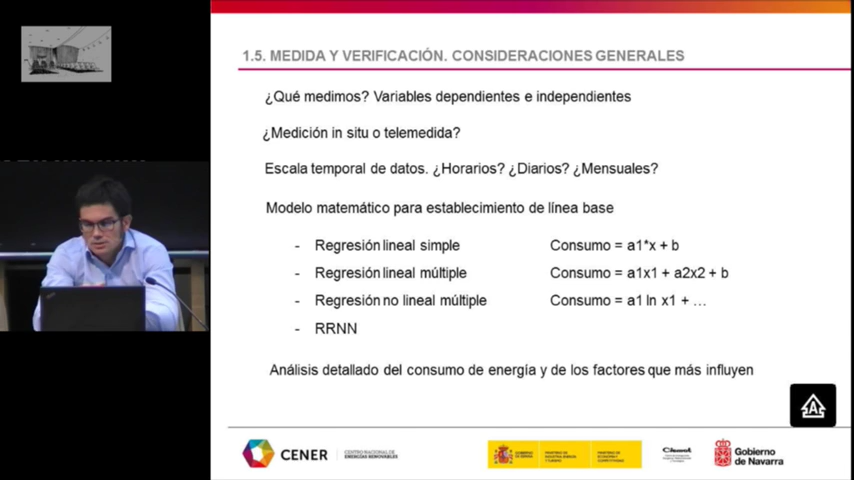 1.5. MEDIDA Y VERIFICACIÓN. CONSIDERACIONES GENERALES
¿Qué medimos? Variables dependientes e independientes
¿Medición in situ o telemedida?
Escala temporal de datos. ¿Horarios? ¿Diarios? ¿Mensuales?
Modelo matemático para establecimiento de línea base
- Regresión lineal simple Consumo = a1*x + b
- Regresión lineal múltiple Consumo = a1x1 + a2x2 + b
- Regresión no lineal múltiple Consumo = a1 ln x1 + …
- RRNN
Análisis detallado del consumo de energía y de los factores que más influyen
CENER
CENTRO NACIONAL DE
ENERGÍAS RENOVABLES
Ciemat
Gobierno
de Navarra